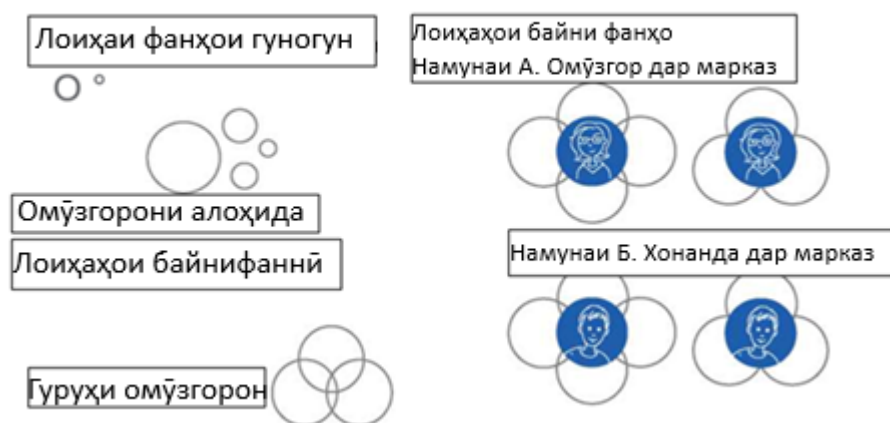 Лоиҳаи фанҳои гуногун
Омӯзгорони алоҳида
Лоиҳаҳои байнифаннӣ
Гуруҳи омӯзгорон
Лоиҳаҳои байни фанҳо
Намунаи А. Омӯзгор дар марказ
Намунаи Б. Хонанда дар марказ